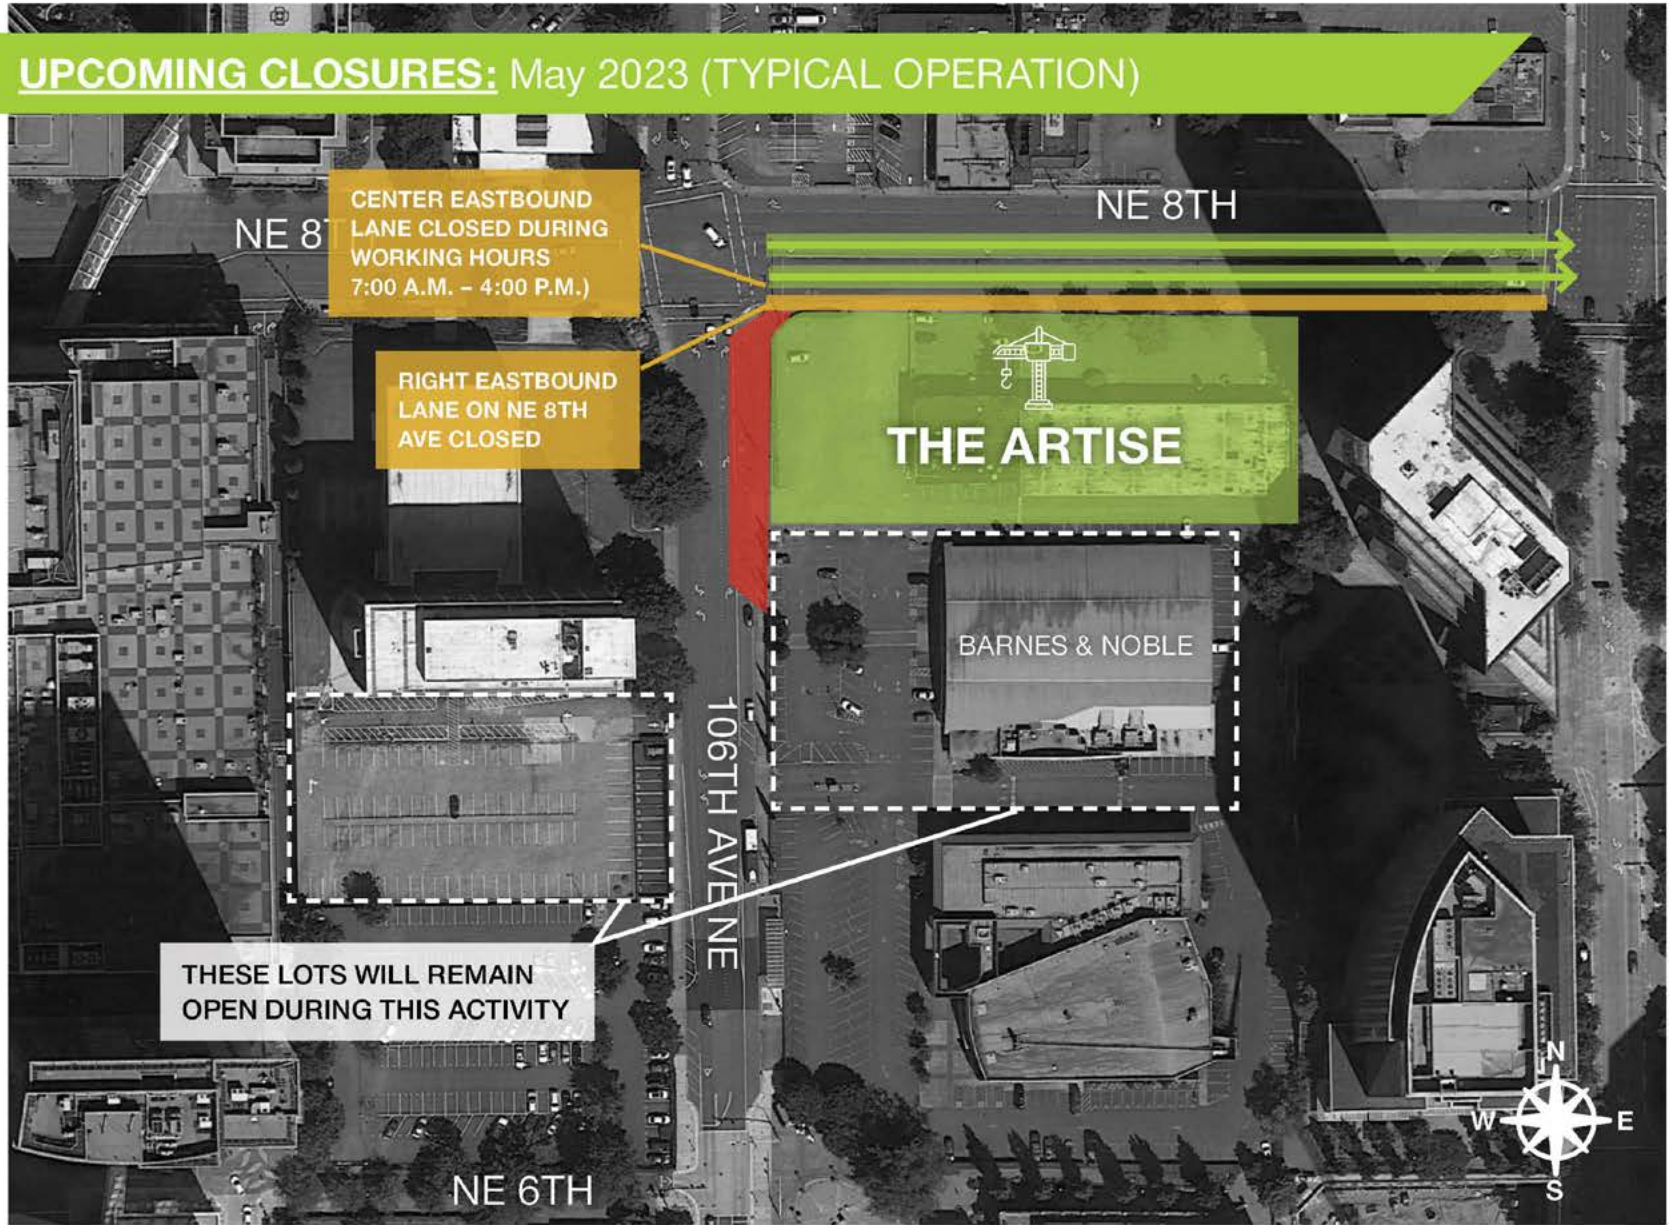 UPCOMING CLOSURES: May 2023 (TYPICAL OPERATION)
CENTER EASTBOUND
LANE CLOSED DURING
WORKING HOURS
7:00 A.M. – 4:00 P.M.)
NE 8T
NE 8TH
RIGHT EASTBOUND
LANE ON NE 8TH
AVE CLOSED
THE ARTISE
BARNES & NOBLE
106TH AVE NE
THESE LOTS WILL REMAIN
OPEN DURING THIS ACTIVITY
NE 6TH
N
W E
S